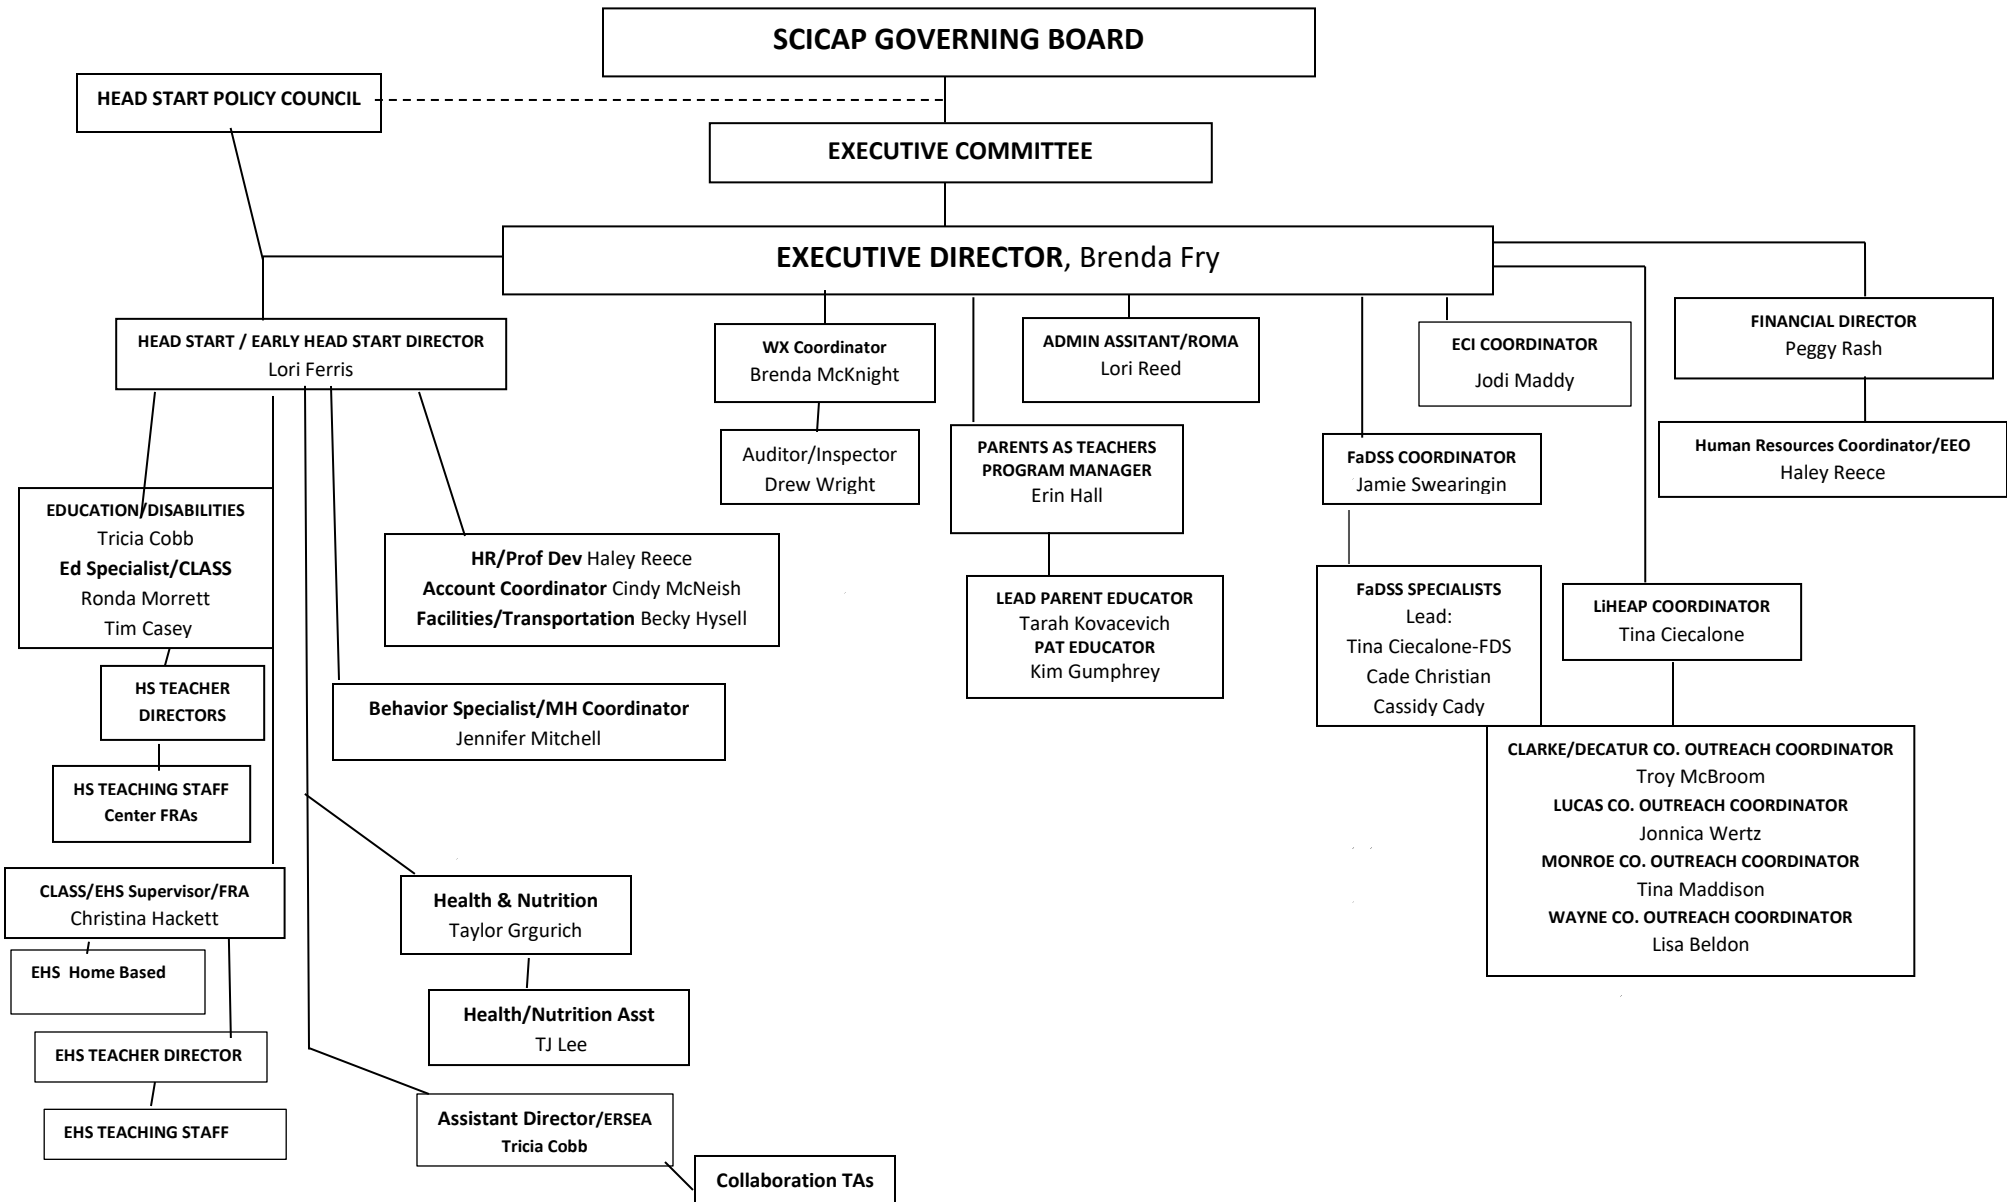 SCICAP GOVERNING BOARD
HEAD START POLICY COUNCIL
EXECUTIVE COMMITTEE
EXECUTIVE DIRECTOR, Brenda Fry
HEAD START / EARLY HEAD START DIRECTOR
Lori Ferris
WX Coordinator
Brenda McKnight
Auditor/Inspector
Drew Wright
ADMIN ASSITANT/ROMA
Lori Reed
PARENTS AS TEACHERS
PROGRAM MANAGER
Erin Hall
LEAD PARENT EDUCATOR
Tarah Kovacevich
PAT EDUCATOR
Kim Gumphrey
ECI COORDINATOR
Jodi Maddy
FaDSS COORDINATOR
Jamie Swearingin
FaDSS SPECIALISTS
Lead:
Tina Ciecalone-FDS
Cade Christian
Cassidy Cady
FINANCIAL DIRECTOR
Peggy Rash
Human Resources Coordinator/EEO
Haley Reece
LiHEAP COORDINATOR
Tina Ciecalone
CLARKE/DECATUR CO. OUTREACH COORDINATOR
Troy McBroom
LUCAS CO. OUTREACH COORDINATOR
Jonnica Wertz
MONROE CO. OUTREACH COORDINATOR
Tina Maddison
WAYNE CO. OUTREACH COORDINATOR
Lisa Beldon
EDUCATION/DISABILITIES
Tricia Cobb
Ed Specialist/CLASS
Ronda Morrett
Tim Casey
HS TEACHER
DIRECTORS
HS TEACHING STAFF
Center FRAs
HR/Prof Dev Haley Reece
Account Coordinator Cindy McNeish
Facilities/Transportation Becky Hysell
Behavior Specialist/MH Coordinator
Jennifer Mitchell
CLASS/EHS Supervisor/FRA
Christina Hackett
EHS  Home Based
EHS TEACHER DIRECTOR
EHS TEACHING STAFF
Health & Nutrition
Taylor Grgurich
Health/Nutrition Asst
TJ Lee
Assistant Director/ERSEA
Tricia Cobb
Collaboration TAs